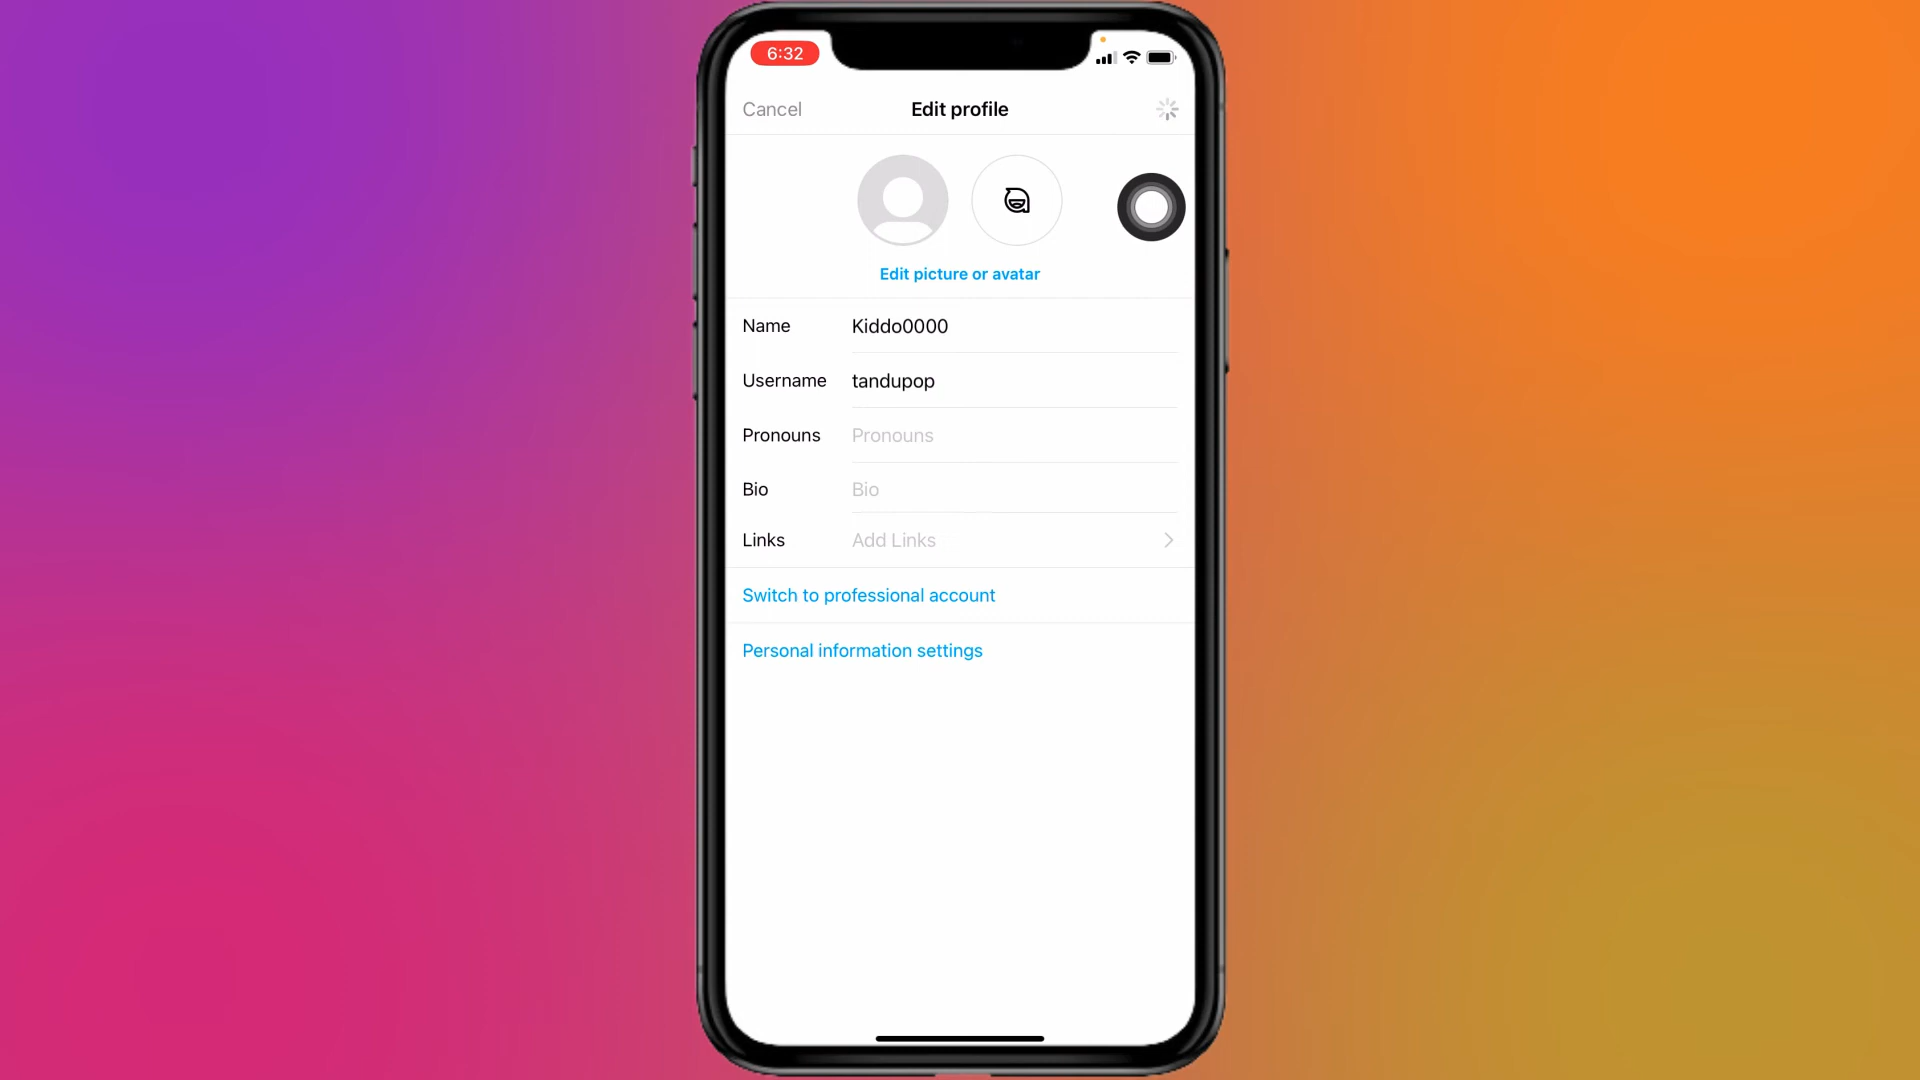 6:32
Cancel Edit profile
Edit picture or avatar
Name Kiddo0000
Username tandupop
Pronouns Pronouns
Bio Bio
Links Add Links
Switch to professional account
Personal information settings